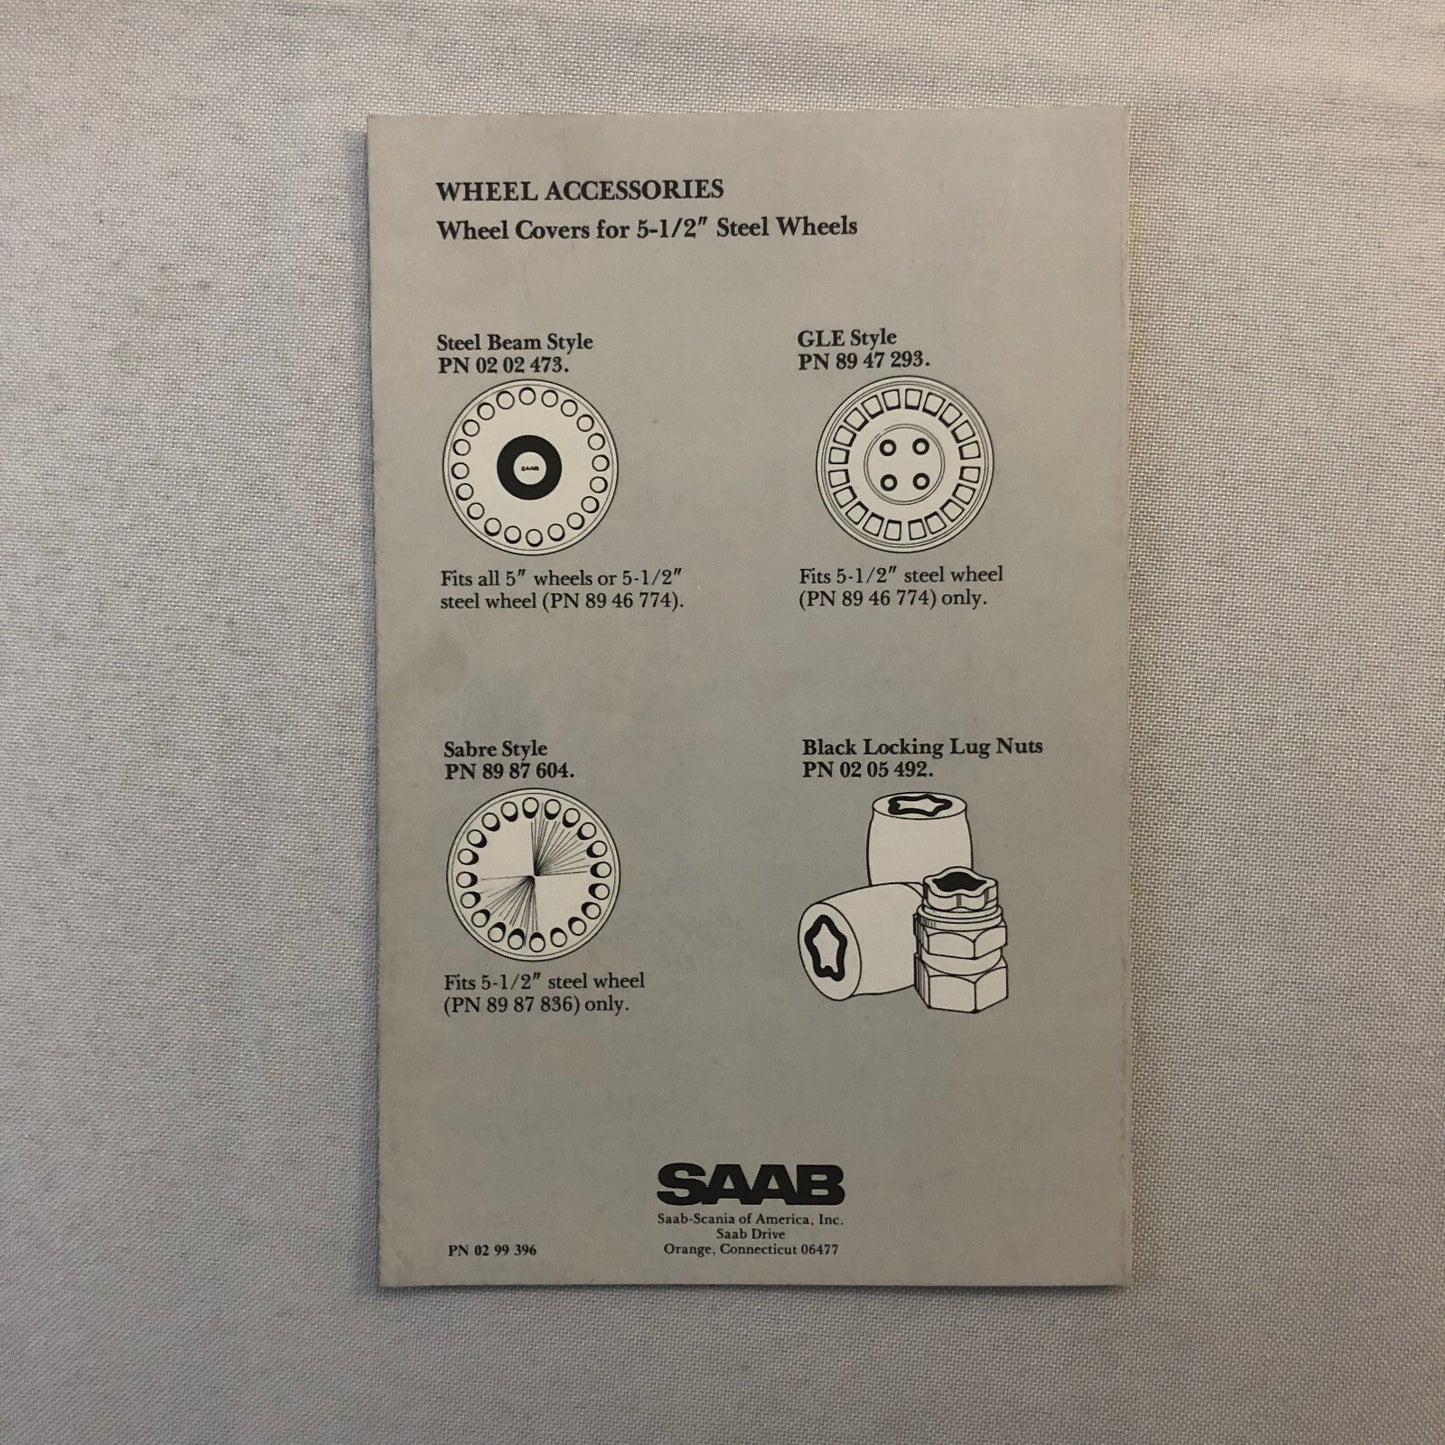 WHEEL ACCESSORIES
Wheel Covers for 5-1/2" Steel Wheels
Steel Beam Style
PN 02 02 473.
SAAB
Fits all 5" wheels or 5-1/2"
steel wheel (PN 89 46 774).
GLE Style
PN 89 47 293.
Fits 5-1/2" steel wheel
(PN 89 46 774) only.
Sabre Style
PN 89 87 604.
Fits 5-1/2" steel wheel
(PN 89 87 836) only.
Black Locking Lug Nuts
PN 02 05 492.
SAAB
Saab-Scania of America, Inc.
Saab Drive
Orange, Connecticut 06477
PN 02 99 396